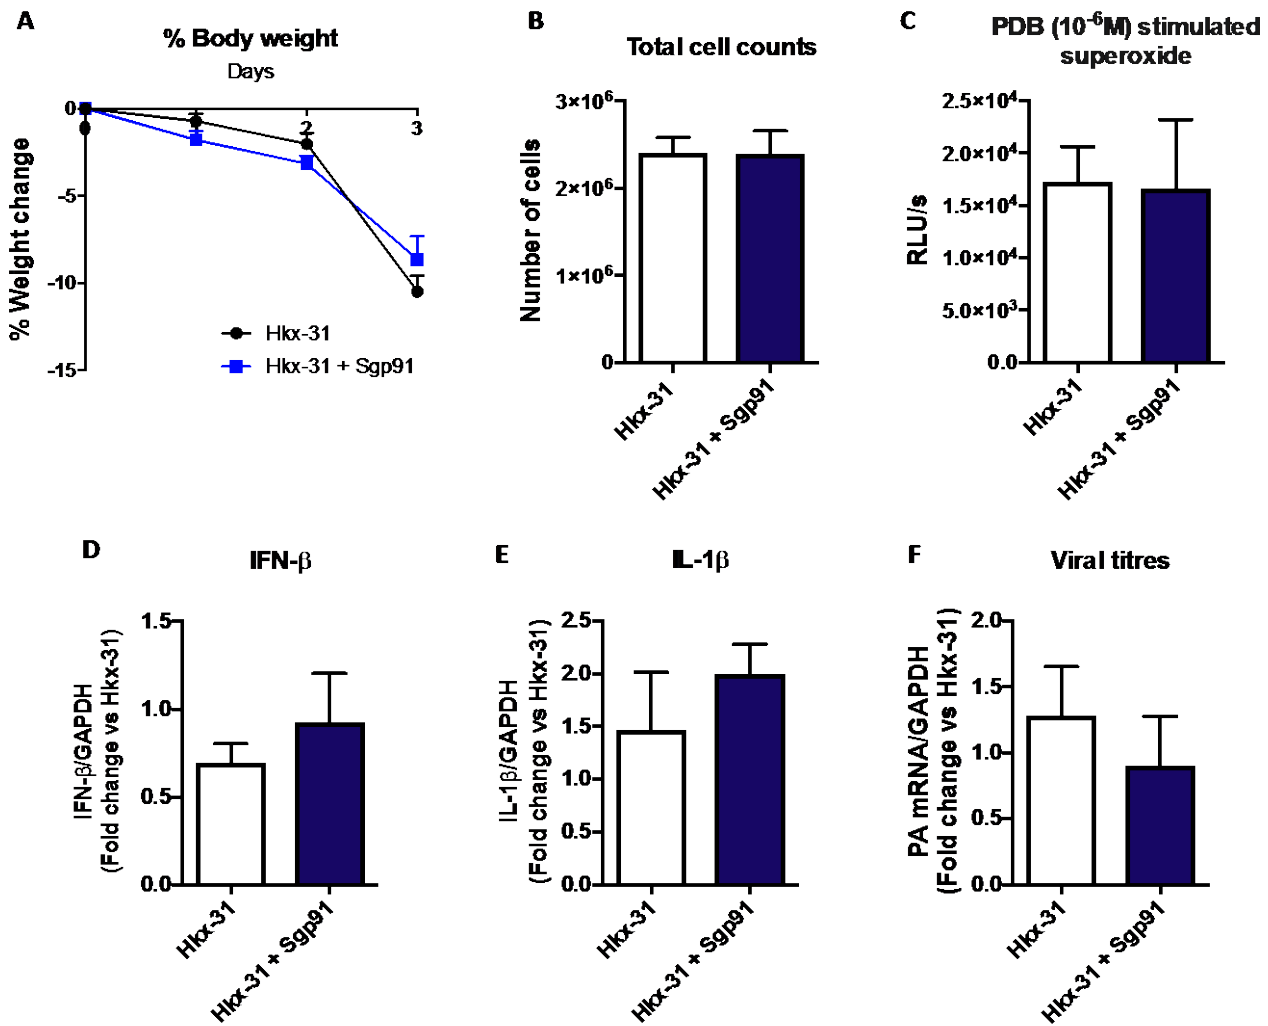 A
% Body weight
Days
0
2
3
-5
-10
-15
% Weight change
Hkx-31
Hkx-31 + Sgp91
B
Total cell counts
3×10⁶
2×10⁶
1×10⁶
0
Number of cells
Hkx-31
Hkx-31 + Sgp91
C
PDB (10⁻⁶M) stimulated
superoxide
2.5×10⁴
2.0×10⁴
1.5×10⁴
1.0×10⁴
5.0×10³
0.0
RLU/s
Hkx-31
Hkx-31 + Sgp91
D
IFN-β
1.5
1.0
0.5
0.0
IFN-β/GAPDH
(Fold change vs Hkx-31)
Hkx-31
Hkx-31 + Sgp91
E
IL-1β
2.5
2.0
1.5
1.0
0.5
0.0
IL-1β/GAPDH
(Fold change vs Hkx-31)
Hkx-31
Hkx-31 + Sgp91
F
Viral titres
2.0
1.5
1.0
0.5
0.0
PA mRNA/GAPDH
(Fold change vs Hkx-31)
Hkx-31
Hkx-31 + Sgp91